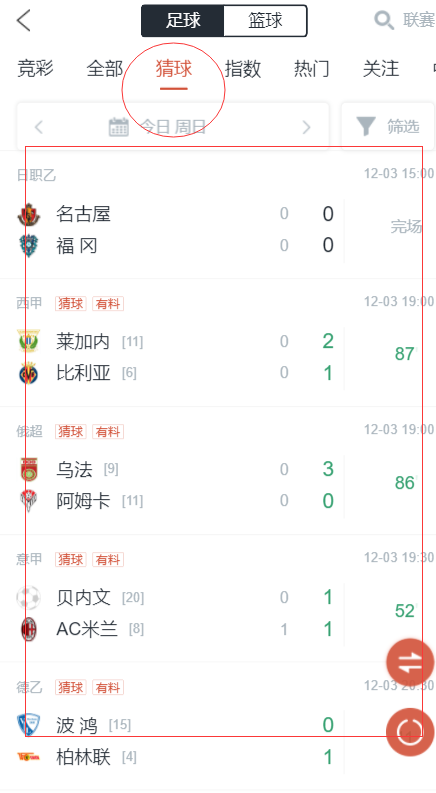 足球 篮球 联赛
竞彩 全部 猜球 指数 热门 关注
今日 周日 筛选
日职乙 12-03 15:00
名古屋 0 0
完场
福冈 0 0
西甲 猜球 有料 12-03 19:00
莱加内 [11] 0 2
87
比利亚 [6] 0 1
俄超 猜球 有料 12-03 19:00
乌法 [9] 0 3
86
阿姆卡 [11] 0 0
意甲 猜球 有料 12-03 19:30
贝内文 [20] 0 1
52
AC米兰 [8] 1 1
德乙 猜球 有料 12-03 20:30
波鸿 [15] 0
柏林联 [4] 1